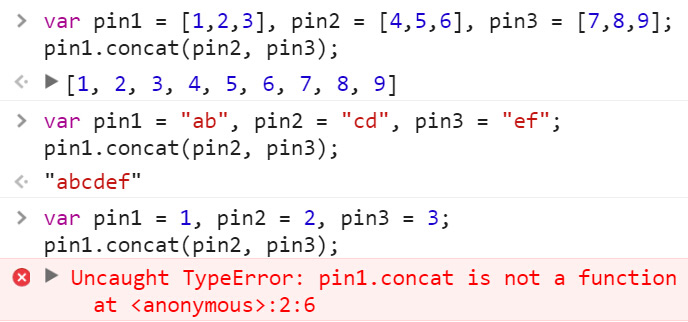 var pin1 = [1,2,3], pin2 = [4,5,6], pin3 = [7,8,9];
pin1.concat(pin2, pin3);
[1, 2, 3, 4, 5, 6, 7, 8, 9]
var pin1 = "ab", pin2 = "cd", pin3 = "ef";
pin1.concat(pin2, pin3);
"abcdef"
var pin1 = 1, pin2 = 2, pin3 = 3;
pin1.concat(pin2, pin3);
Uncaught TypeError: pin1.concat is not a function
at <anonymous>:2:6